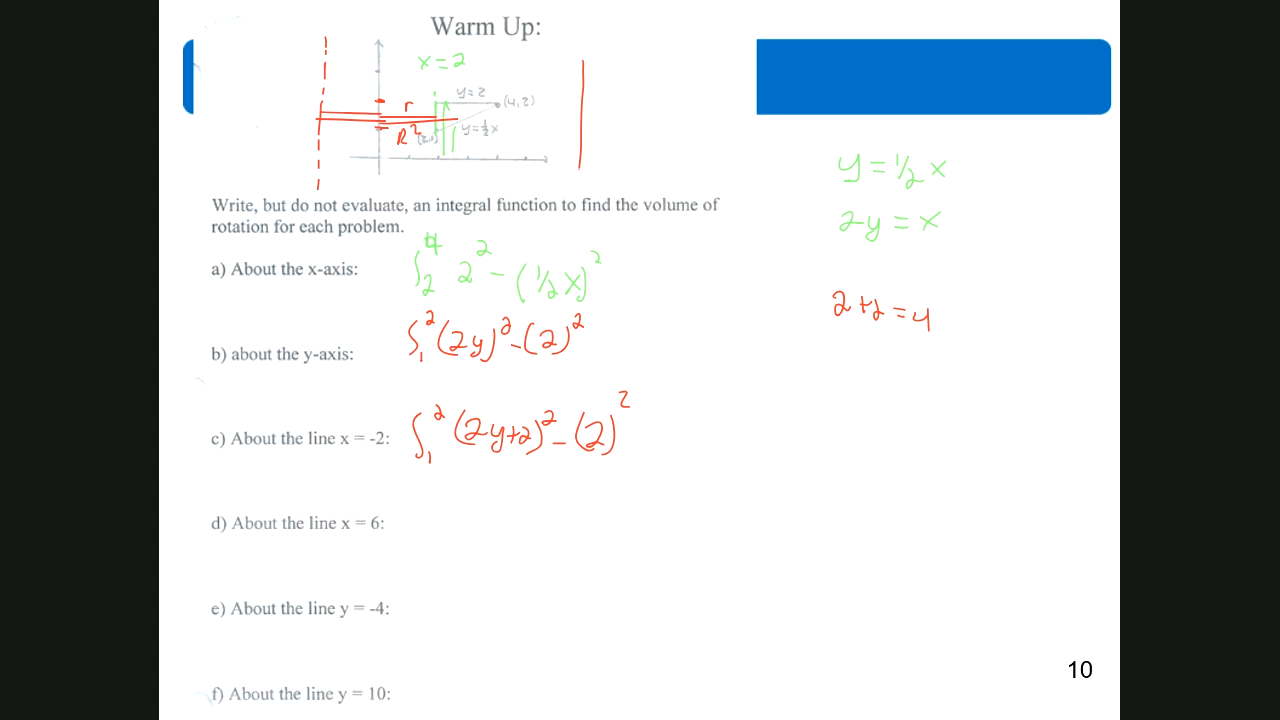 Warm Up:
x = 2
y = 2
(4, 2)
r
R
y = ½x
Write, but do not evaluate, an integral function to find the volume of
rotation for each problem.
y = 1/2 x
2y = x
a) About the x-axis: ∫₂⁴ 2² - (1/2 x)²
2+2 = 4
b) about the y-axis: ∫₁² (2y)² - (2)²
c) About the line x = -2: ∫₁² (2y+2)² - (2)²
d) About the line x = 6:
e) About the line y = -4:
f) About the line y = 10:
10